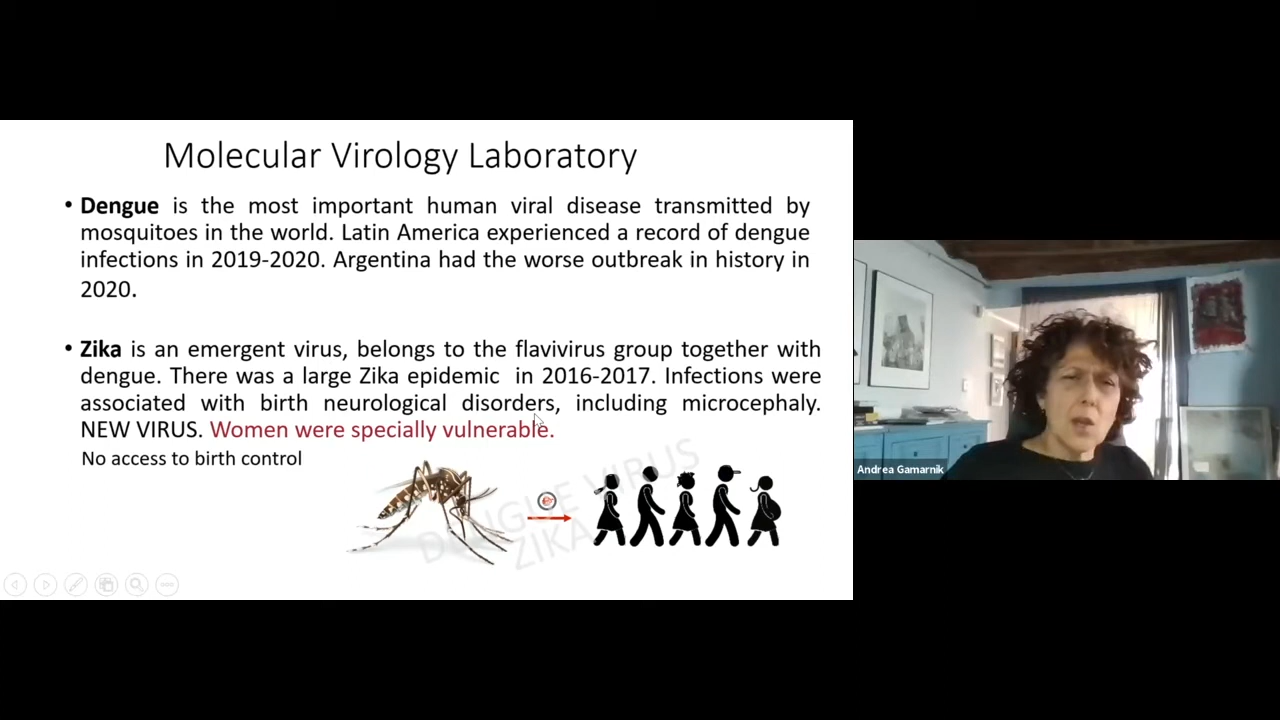 Molecular Virology Laboratory
• Dengue is the most important human viral disease transmitted by
mosquitoes in the world. Latin America experienced a record of dengue
infections in 2019-2020. Argentina had the worse outbreak in history in
2020.
• Zika is an emergent virus, belongs to the flavivirus group together with
dengue. There was a large Zika epidemic in 2016-2017. Infections were
associated with birth neurological disorders, including microcephaly.
NEW VIRUS. Women were specially vulnerable.
No access to birth control
DENGUE VIRUS
ZIKA
Andrea Gamarnik